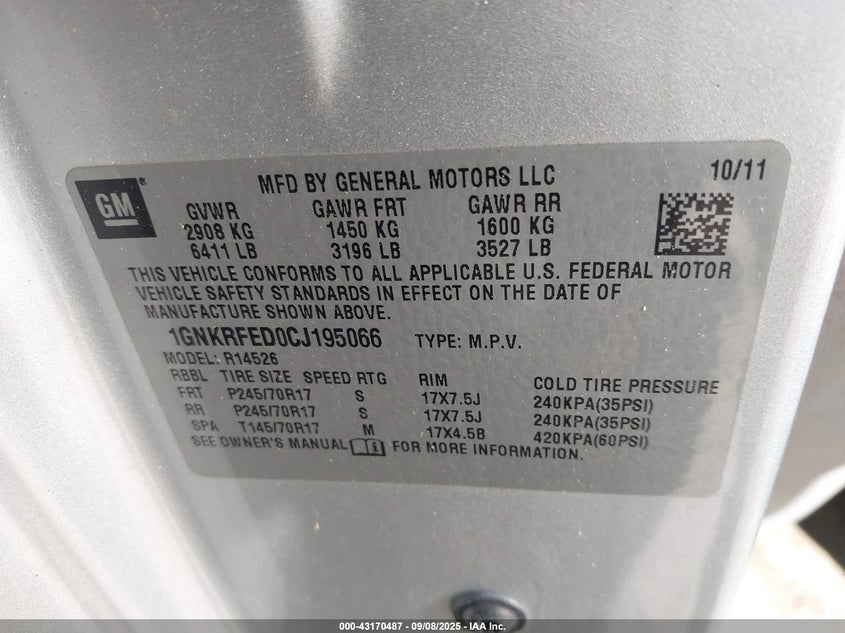 10/11
GM®
MFD BY GENERAL MOTORS LLC
GVWR GAWR FRT GAWR RR
2908 KG 1450 KG 1600 KG
6411 LB 3196 LB 3527 LB
THIS VEHICLE CONFORMS TO ALL APPLICABLE U.S. FEDERAL MOTOR
VEHICLE SAFETY STANDARDS IN EFFECT ON THE DATE OF
MANUFACTURE SHOWN ABOVE.
1GNKRFED0CJ195066 TYPE: M.P.V.
MODEL: R14526
RBBL TIRE SIZE SPEED RTG RIM COLD TIRE PRESSURE
FRT P245/70R17 S 17X7.5J 240KPA(35PSI)
RR P245/70R17 S 17X7.5J 240KPA(35PSI)
SPA T145/70R17 M 17X4.5B 420KPA(60PSI)
SEE OWNER'S MANUAL FOR MORE INFORMATION.
000-43170487 - 09/08/2025 - IAA Inc.